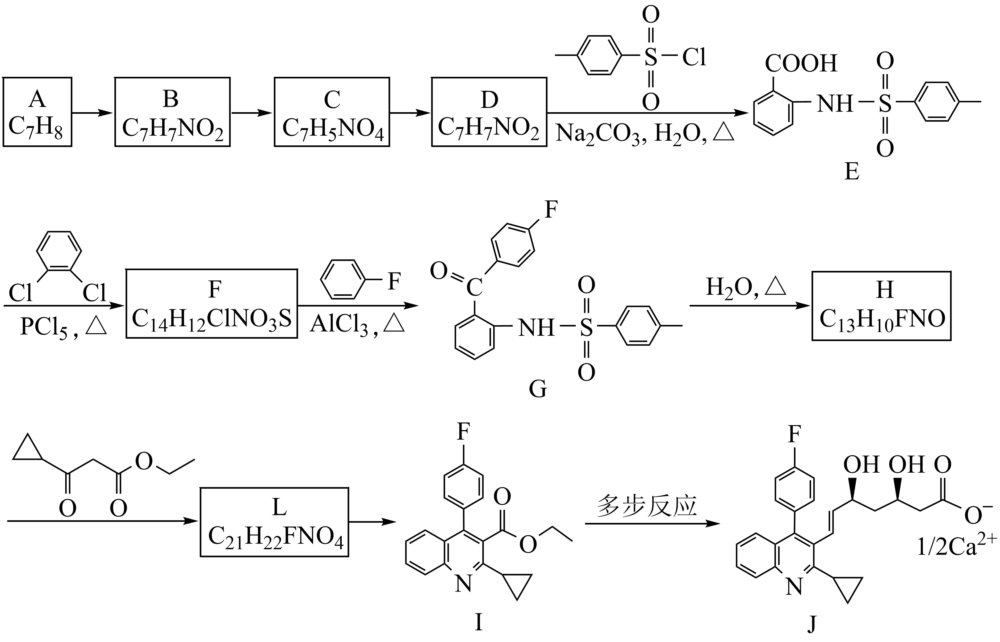 A
C₇H₈
B
C₇H₇NO₂
C
C₇H₅NO₄
D
C₇H₇NO₂
O
S
Cl
O
Na₂CO₃, H₂O, △
COOH
NH
S
O
O
E
Cl
Cl
PCl₅, △
F
C₁₄H₁₂ClNO₃S
F
AlCl₃, △
F
O
C
NH
S
O
O
G
H₂O, △
H
C₁₃H₁₀FNO
O
O
O
L
C₂₁H₂₂FNO₄
F
O
O
N
I
多步反应
F
OH
OH
O
O⁻
1/2Ca²⁺
N
J